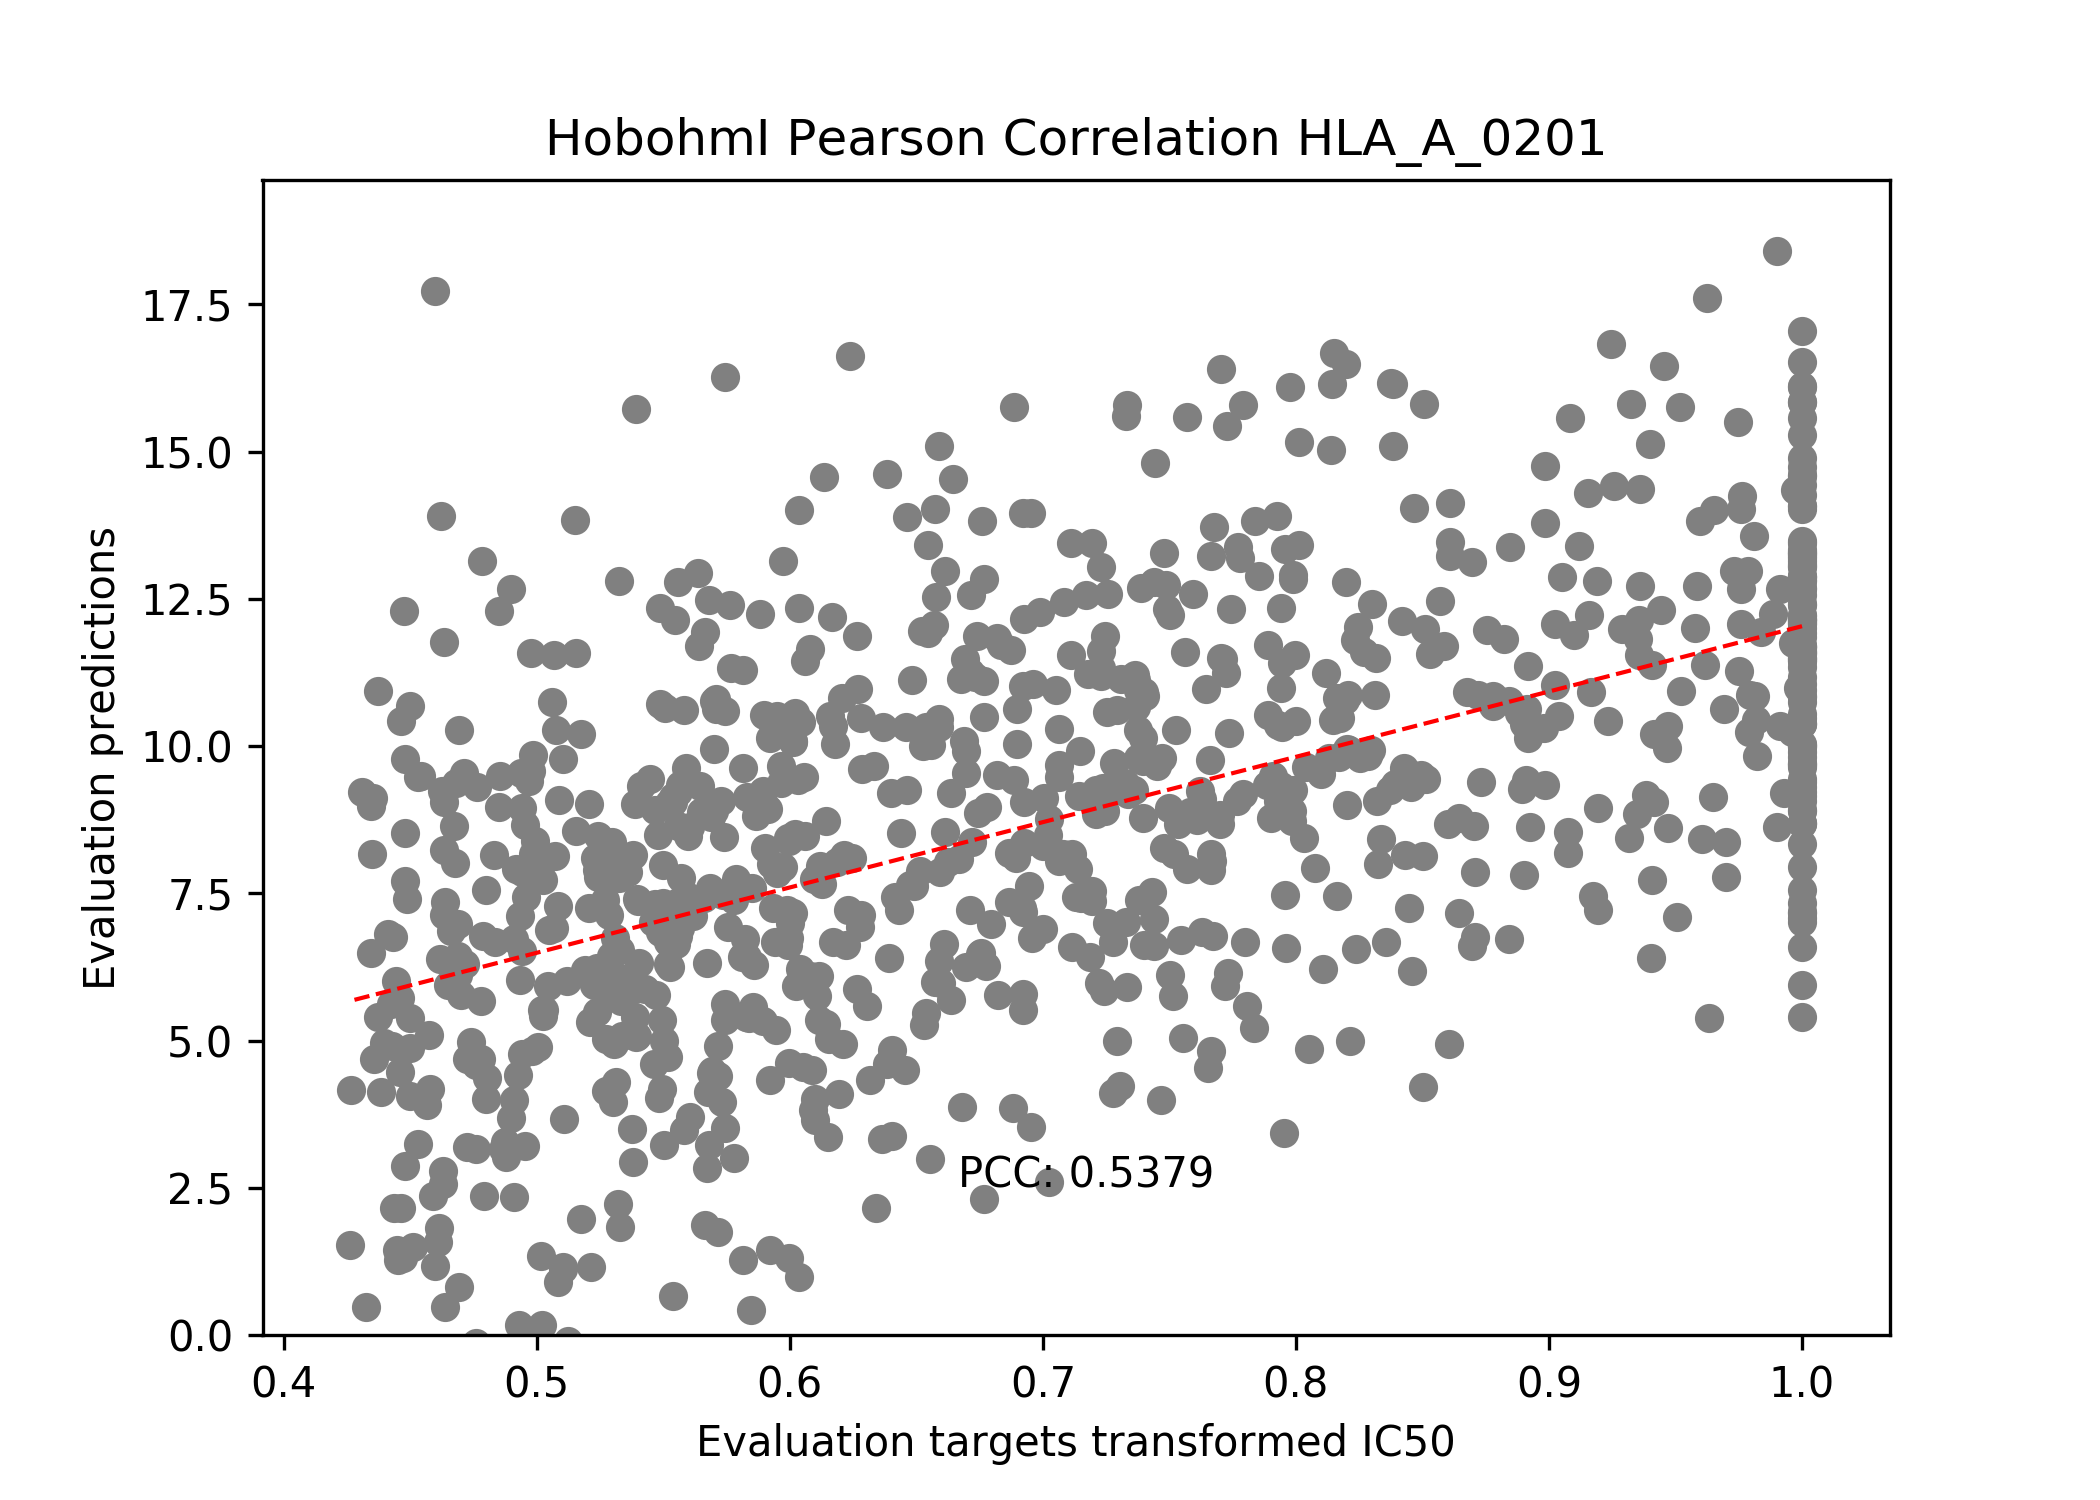 HobohmI Pearson Correlation HLA_A_0201
17.5
15.0
12.5
10.0
7.5
5.0
2.5
0.0
Evaluation predictions
PCC: 0.5379
0.4 0.5 0.6 0.7 0.8 0.9 1.0
Evaluation targets transformed IC50